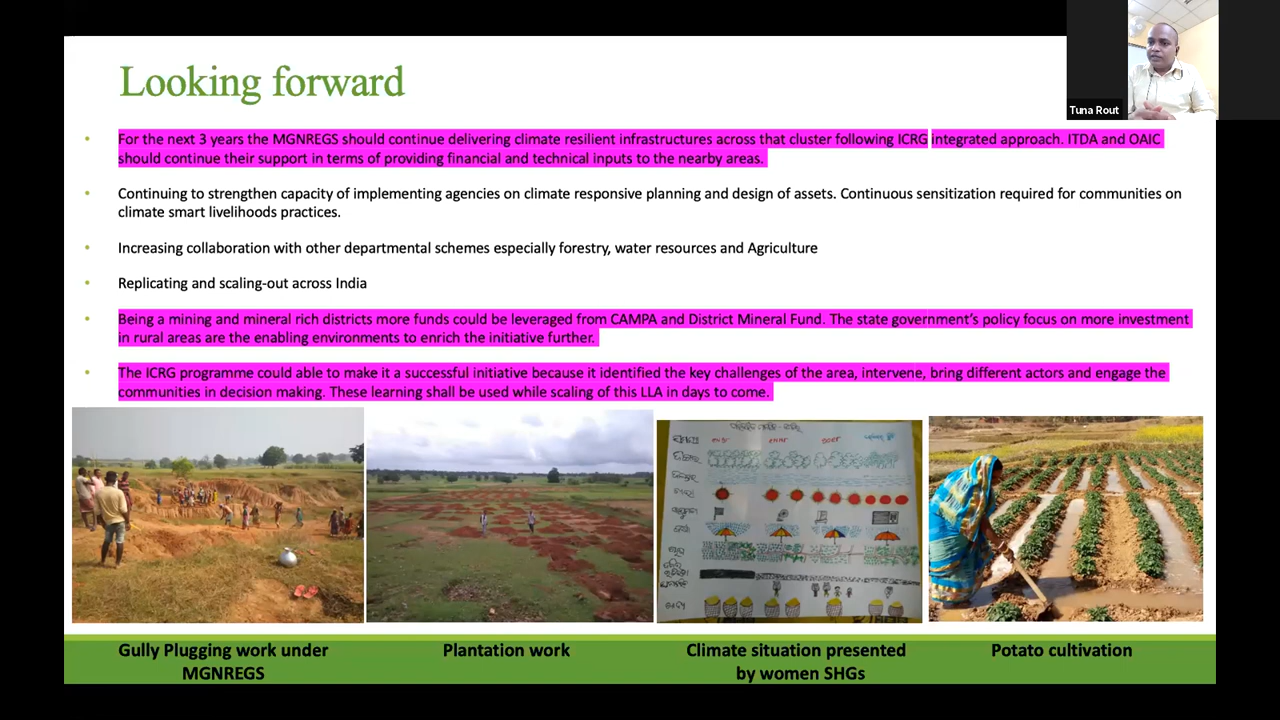 Looking forward
Tuna Rout
• For the next 3 years the MGNREGS should continue delivering climate resilient infrastructures across that cluster following ICRG integrated approach. ITDA and OAIC
should continue their support in terms of providing financial and technical inputs to the nearby areas.
• Continuing to strengthen capacity of implementing agencies on climate responsive planning and design of assets. Continuous sensitization required for communities on
climate smart livelihoods practices.
• Increasing collaboration with other departmental schemes especially forestry, water resources and Agriculture
• Replicating and scaling-out across India
• Being a mining and mineral rich districts more funds could be leveraged from CAMPA and District Mineral Fund. The state government's policy focus on more investment
in rural areas are the enabling environments to enrich the initiative further.
• The ICRG programme could able to make it a successful initiative because it identified the key challenges of the area, intervene, bring different actors and engage the
communities in decision making. These learning shall be used while scaling of this LLA in days to come.
Gully Plugging work under
MGNREGS
Plantation work
Climate situation presented
by women SHGs
Potato cultivation